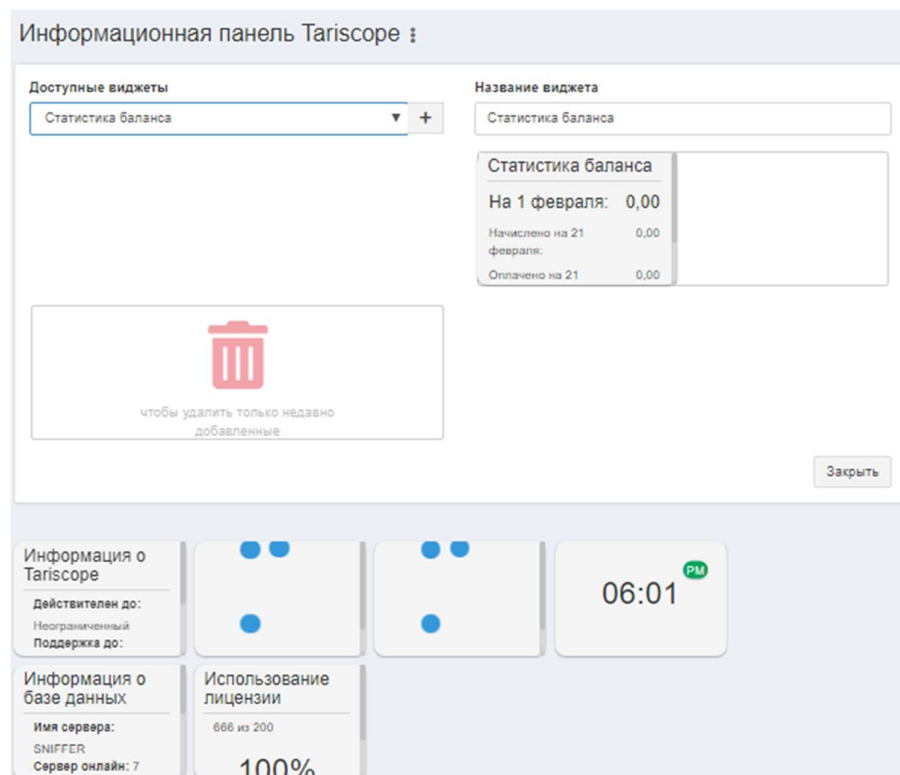 Информационная панель Tariscope
Доступные виджеты
Статистика баланса
+
Название виджета
Статистика баланса
Статистика баланса
На 1 февраля: 0,00
Начислено на 21 0,00
февраля:
Оплачено на 21 0,00
чтобы удалить только недавно
добавленные
Закрыть
Информация о
Tariscope
Действителен до:
Неограниченный
Поддержка до:
06:01 PM
Информация о
базе данных
Имя сервера:
SNIFFER
Сервер онлайн: 7
Использование
лицензии
666 из 200
100%